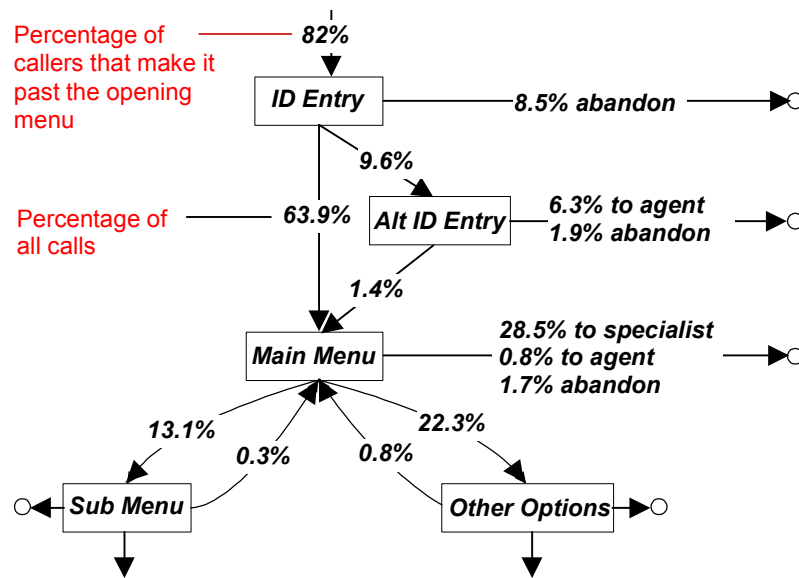 Percentage of
callers that make it
past the opening
menu
82%
ID Entry
8.5% abandon
9.6%
Percentage of
all calls
63.9%
Alt ID Entry
6.3% to agent
1.9% abandon
1.4%
Main Menu
28.5% to specialist
0.8% to agent
1.7% abandon
13.1%
0.3%
0.8%
22.3%
Sub Menu
Other Options